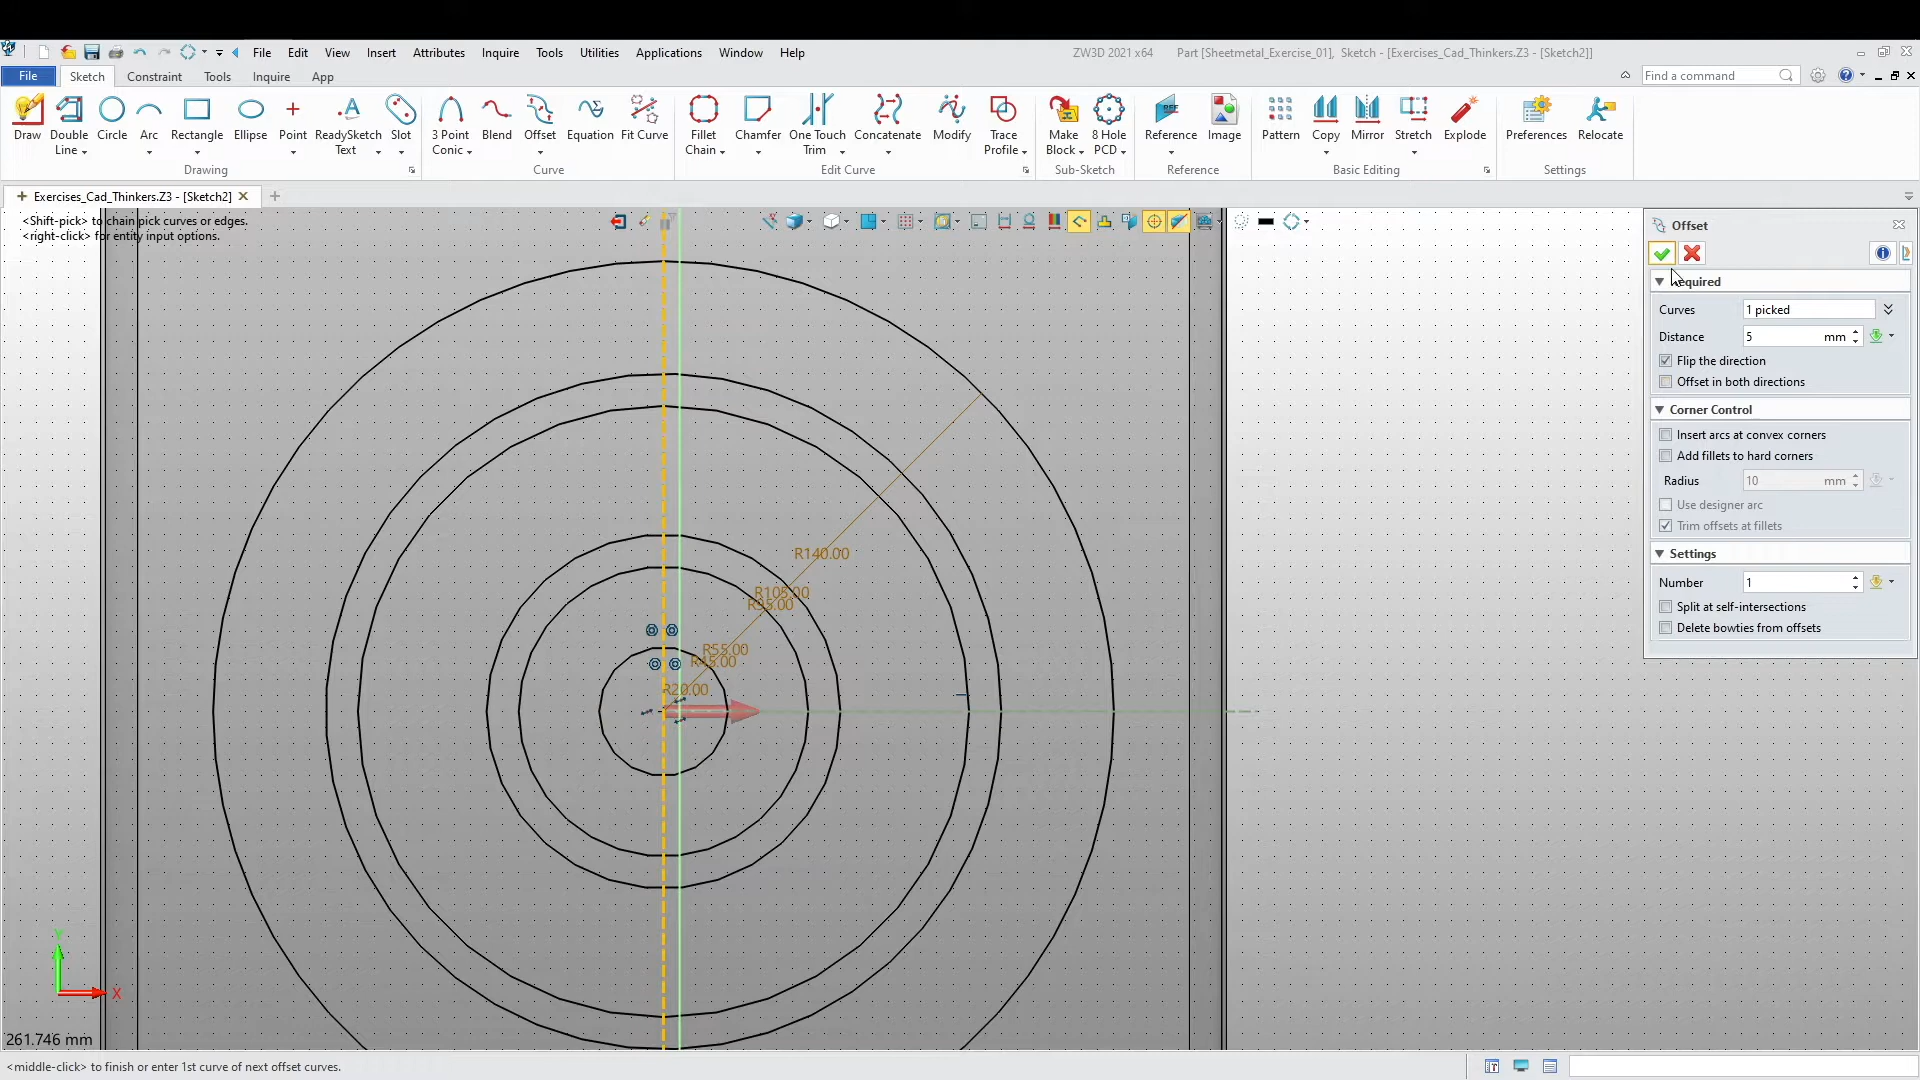 File Edit View Insert Attributes Inquire Tools Utilities Applications Window Help
ZW3D 2021 x64 Part [Sheetmetal_Exercise_01], Sketch - [Exercises_Cad_Thinkers.Z3 - [Sketch2]]
File Sketch Constraint Tools Inquire App
Find a command
Draw
Double Line
Circle
Arc
Rectangle
Ellipse
Point
ReadySketch Text
Slot
3 Point Conic
Blend
Offset
Equation
Fit Curve
Fillet Chain
Chamfer
One Touch Trim
Concatenate
Modify
Trace Profile
Make Block
8 Hole PCD
REF
Reference
Image
Pattern
Copy
Mirror
Stretch
Explode
Preferences
Relocate
Drawing
Curve
Edit Curve
Sub-Sketch
Reference
Basic Editing
Settings
Exercises_Cad_Thinkers.Z3 - [Sketch2]
<Shift-pick> to chain pick curves or edges.
<right-click> for entity input options.
R140.00
R105.00
R95.00
R55.00
R45.00
R20.00
Y
X
261.746 mm
Offset
Required
Curves 1 picked
Distance 5 mm
Flip the direction
Offset in both directions
Corner Control
Insert arcs at convex corners
Add fillets to hard corners
Radius 10 mm
Use designer arc
Trim offsets at fillets
Settings
Number 1
Split at self-intersections
Delete bowties from offsets
<middle-click> to finish or enter 1st curve of next offset curves.